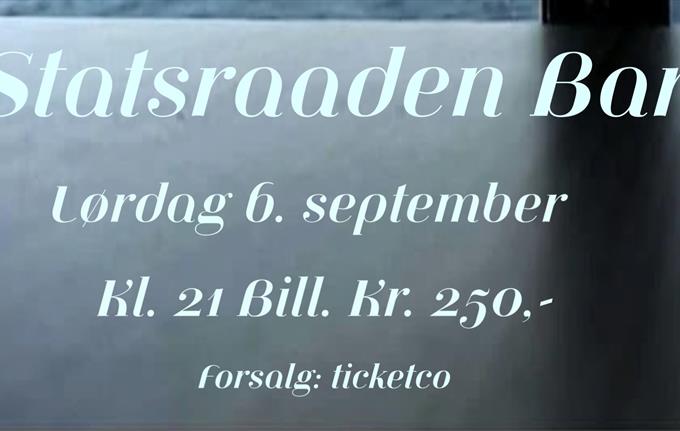 Statsraaden Bar
Lørdag 6. september
Kl. 21 Bill. Kr. 250,-
Forsalg: ticketco